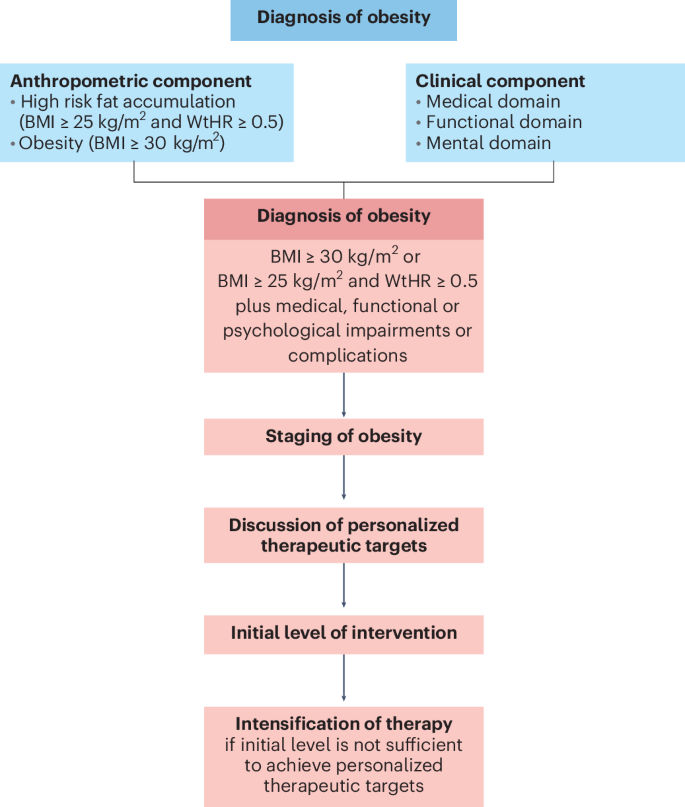 Diagnosis of obesity
Anthropometric component
• High risk fat accumulation
(BMI ≥ 25 kg/m² and WtHR ≥ 0.5)
• Obesity (BMI ≥ 30 kg/m²)
Clinical component
• Medical domain
• Functional domain
• Mental domain
Diagnosis of obesity
BMI ≥ 30 kg/m² or
BMI ≥ 25 kg/m² and WtHR ≥ 0.5
plus medical, functional or
psychological impairments or
complications
Staging of obesity
Discussion of personalized
therapeutic targets
Initial level of intervention
Intensification of therapy
if initial level is not sufficient
to achieve personalized
therapeutic targets